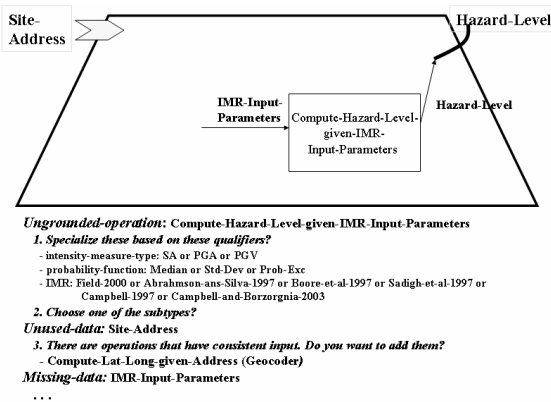 Site-
Address
Hazard-Level
IMR-Input-
Parameters
Compute-Hazard-Level-
given-IMR-
Input-Parameters
Hazard-Level
Ungrounded-operation: Compute-Hazard-Level-given-IMR-Input-Parameters
1. Specialize these based on these qualifiers?
- intensity-measure-type: SA or PGA or PGV
- probability-function: Median or Std-Dev or Prob-Exc
- IMR: Field-2000 or Abrahmson-ans-Silva-1997 or Boore-et-al-1997 or Sadigh-et-al-1997 or
Campbell-1997 or Campbell-and-Borzorgnia-2003
2. Choose one of the subtypes?
Unused-data: Site-Address
3. There are operations that have consistent input. Do you want to add them?
- Compute-Lat-Long-given-Address (Geocoder)
Missing-data: IMR-Input-Parameters
. . .